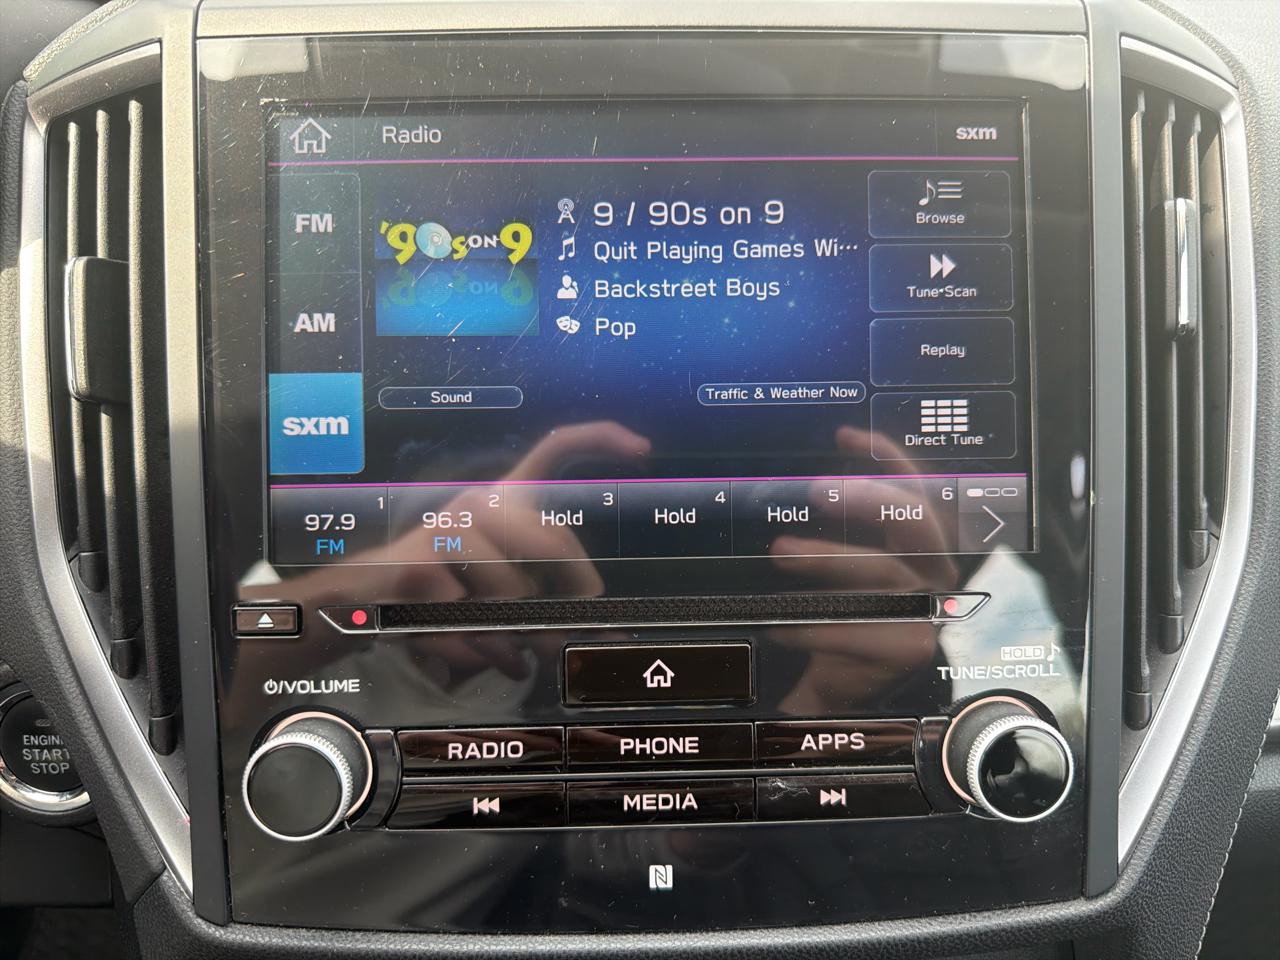 Radio
sxm
FM
AM
sxm
'90s on 9
9 / 90s on 9
Quit Playing Games Wi...
Backstreet Boys
Pop
Sound
Traffic & Weather Now
Browse
Tune•Scan
Replay
Direct Tune
1
97.9
FM
2
96.3
FM
3
Hold
4
Hold
5
Hold
6
Hold
/VOLUME
HOLD
TUNE/SCROLL
ENGINE
START
STOP
RADIO
PHONE
APPS
MEDIA
N